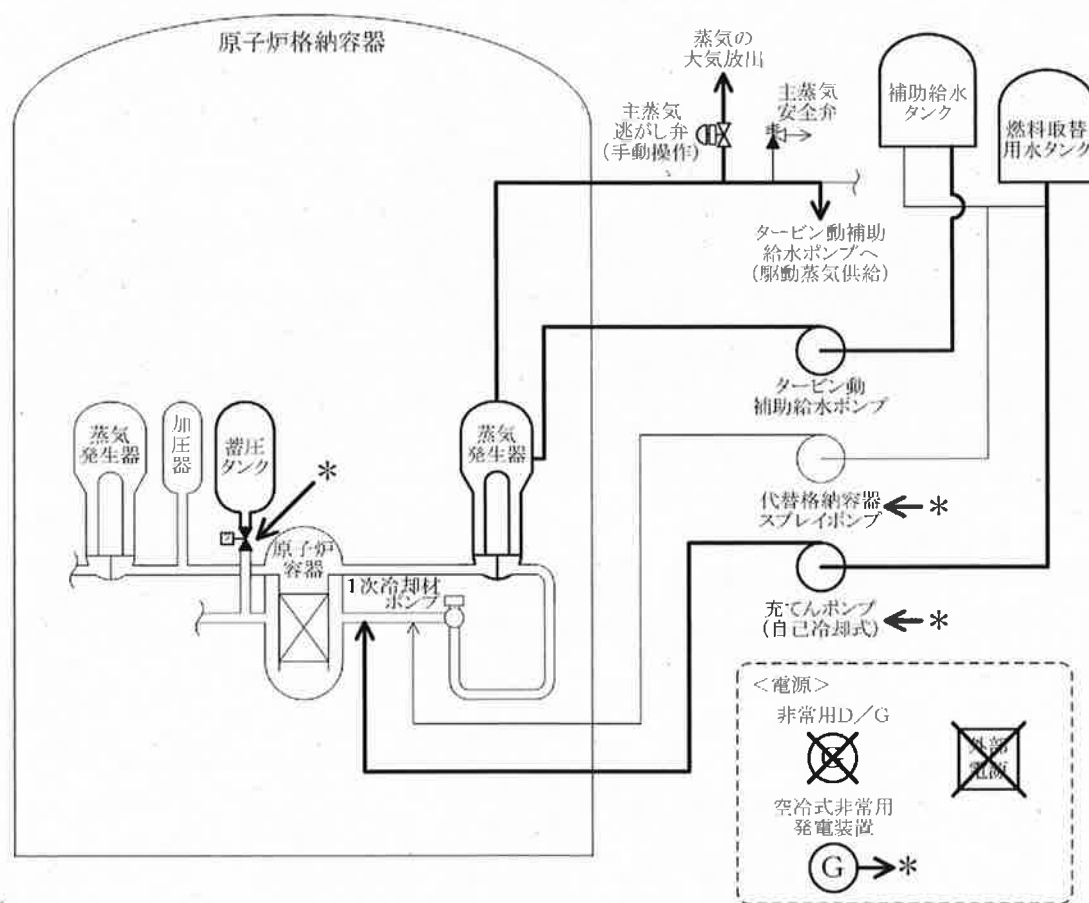 原子炉格納容器
蒸気の
大気放出
主蒸気
逃がし弁
(手動操作)
主蒸気
安全弁
補助給水
タンク
燃料取替
用水タンク
タービン動補助
給水ポンプへ
(駆動蒸気供給)
タービン動
補助給水ポンプ
蒸気
発生器
加
圧
器
蓄圧
タンク
*
蒸気
発生器
代替格納容器
スプレイポンプ
*
原子炉
容器
1次冷却材
ポンプ
充てんポンプ
(自己冷却式)
*
<電源>
非常用D/G
G
外部
電源
空冷式非常用
発電装置
G
*